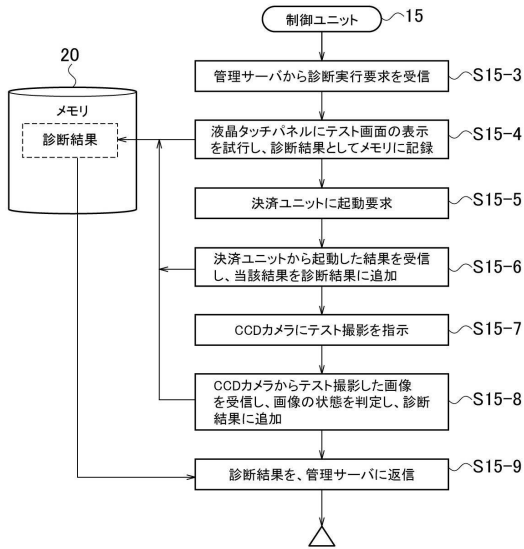 制御ユニット
15
20
管理サーバから診断実行要求を受信
S15-3
メモリ
診断結果
液晶タッチパネルにテスト画面の表示
を試行し、診断結果としてメモリに記録
S15-4
決済ユニットに起動要求
S15-5
決済ユニットから起動した結果を受信
し、当該結果を診断結果に追加
S15-6
CCDカメラにテスト撮影を指示
S15-7
CCDカメラからテスト撮影した画像
を受信し、画像の状態を判定し、診断
結果に追加
S15-8
診断結果を、管理サーバに返信
S15-9